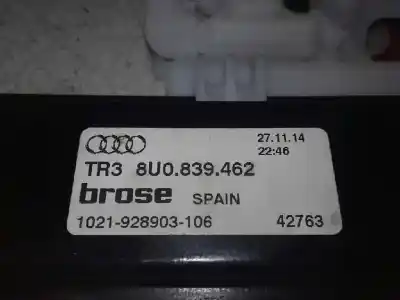 27.11.14
22:46
TR3 8U0.839.462
brose SPAIN
1021-928903-106 42763